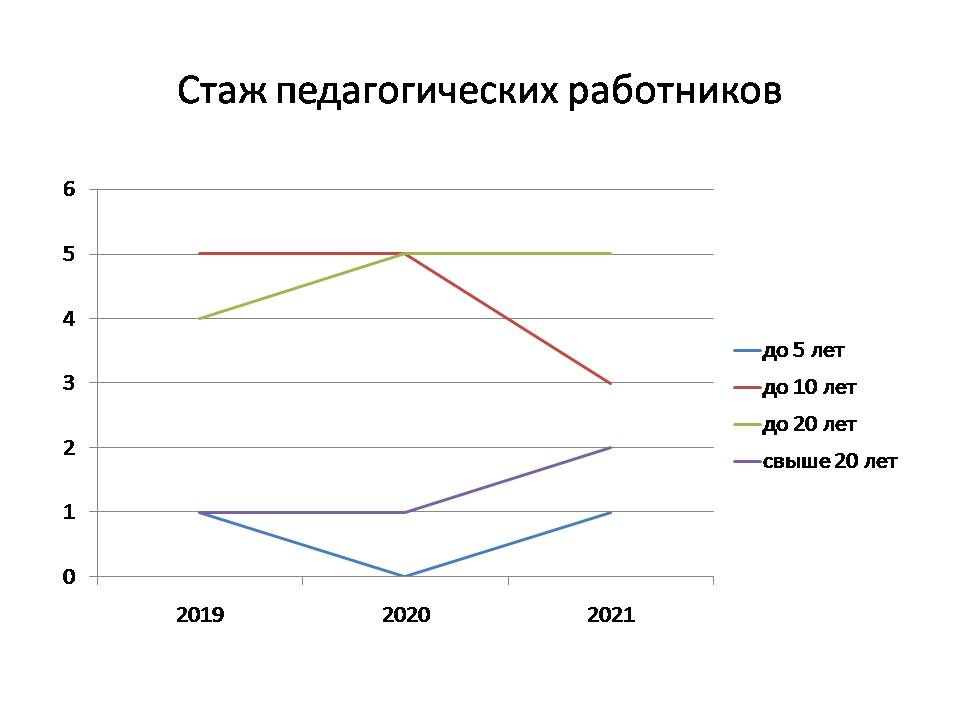 Стаж педагогических работников
6
5
4
3
2
1
0
2019 2020 2021
до 5 лет
до 10 лет
до 20 лет
свыше 20 лет